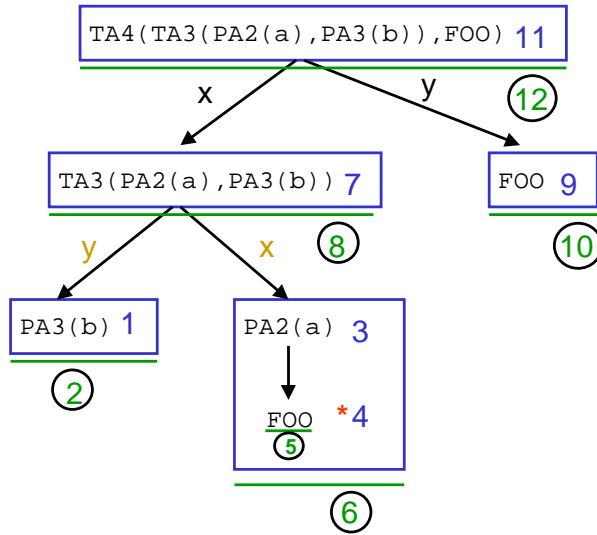 TA4(TA3(PA2(a),PA3(b)),FOO) 11
x
y
12
TA3(PA2(a),PA3(b)) 7
FOO 9
y
x
8
10
PA3(b) 1
PA2(a) 3
2
FOO *4
5
6